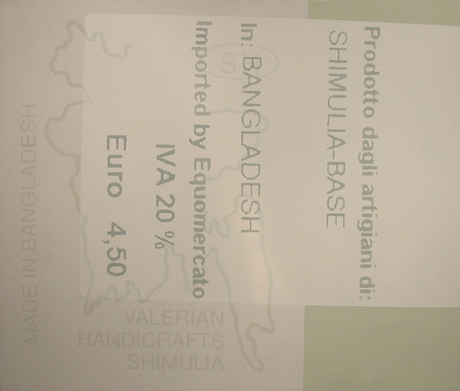 Prodotto dagli artigiani di:
SHIMULIA-BASE
In: BANGLADESH
Imported by Equomercato
IVA 20 %
Euro 4,50
MADE IN BANGLADESH
VALERIAN
HANDICRAFTS
SHIMULIA
S